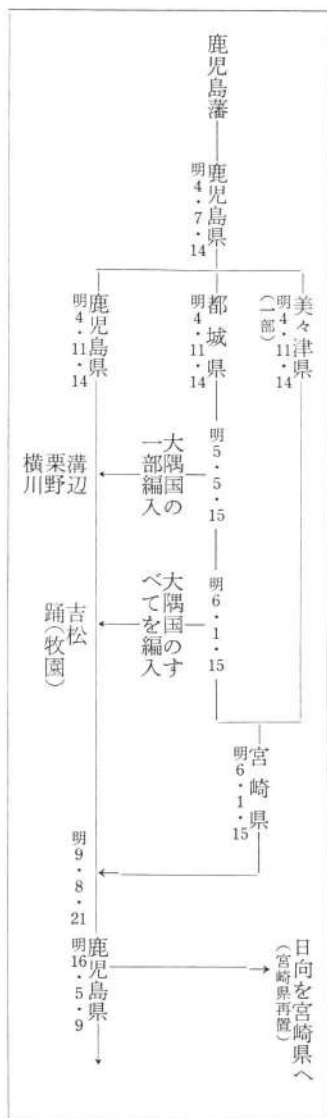 鹿児島藩
鹿児島県
明4・7・14
美々津県
明4・11・14
(一部)
都城県
明4・11・14
鹿児島県
明4・11・14
明5・5・15
大隅国の
一部編入
溝辺
栗野
横川
明6・1・15
大隅国のす
べてを編入
吉松
踊(牧園)
宮崎県
明6・1・15
明9・8・21
鹿児島県
明16・5・9
日向を宮崎県へ
(宮崎県再置)